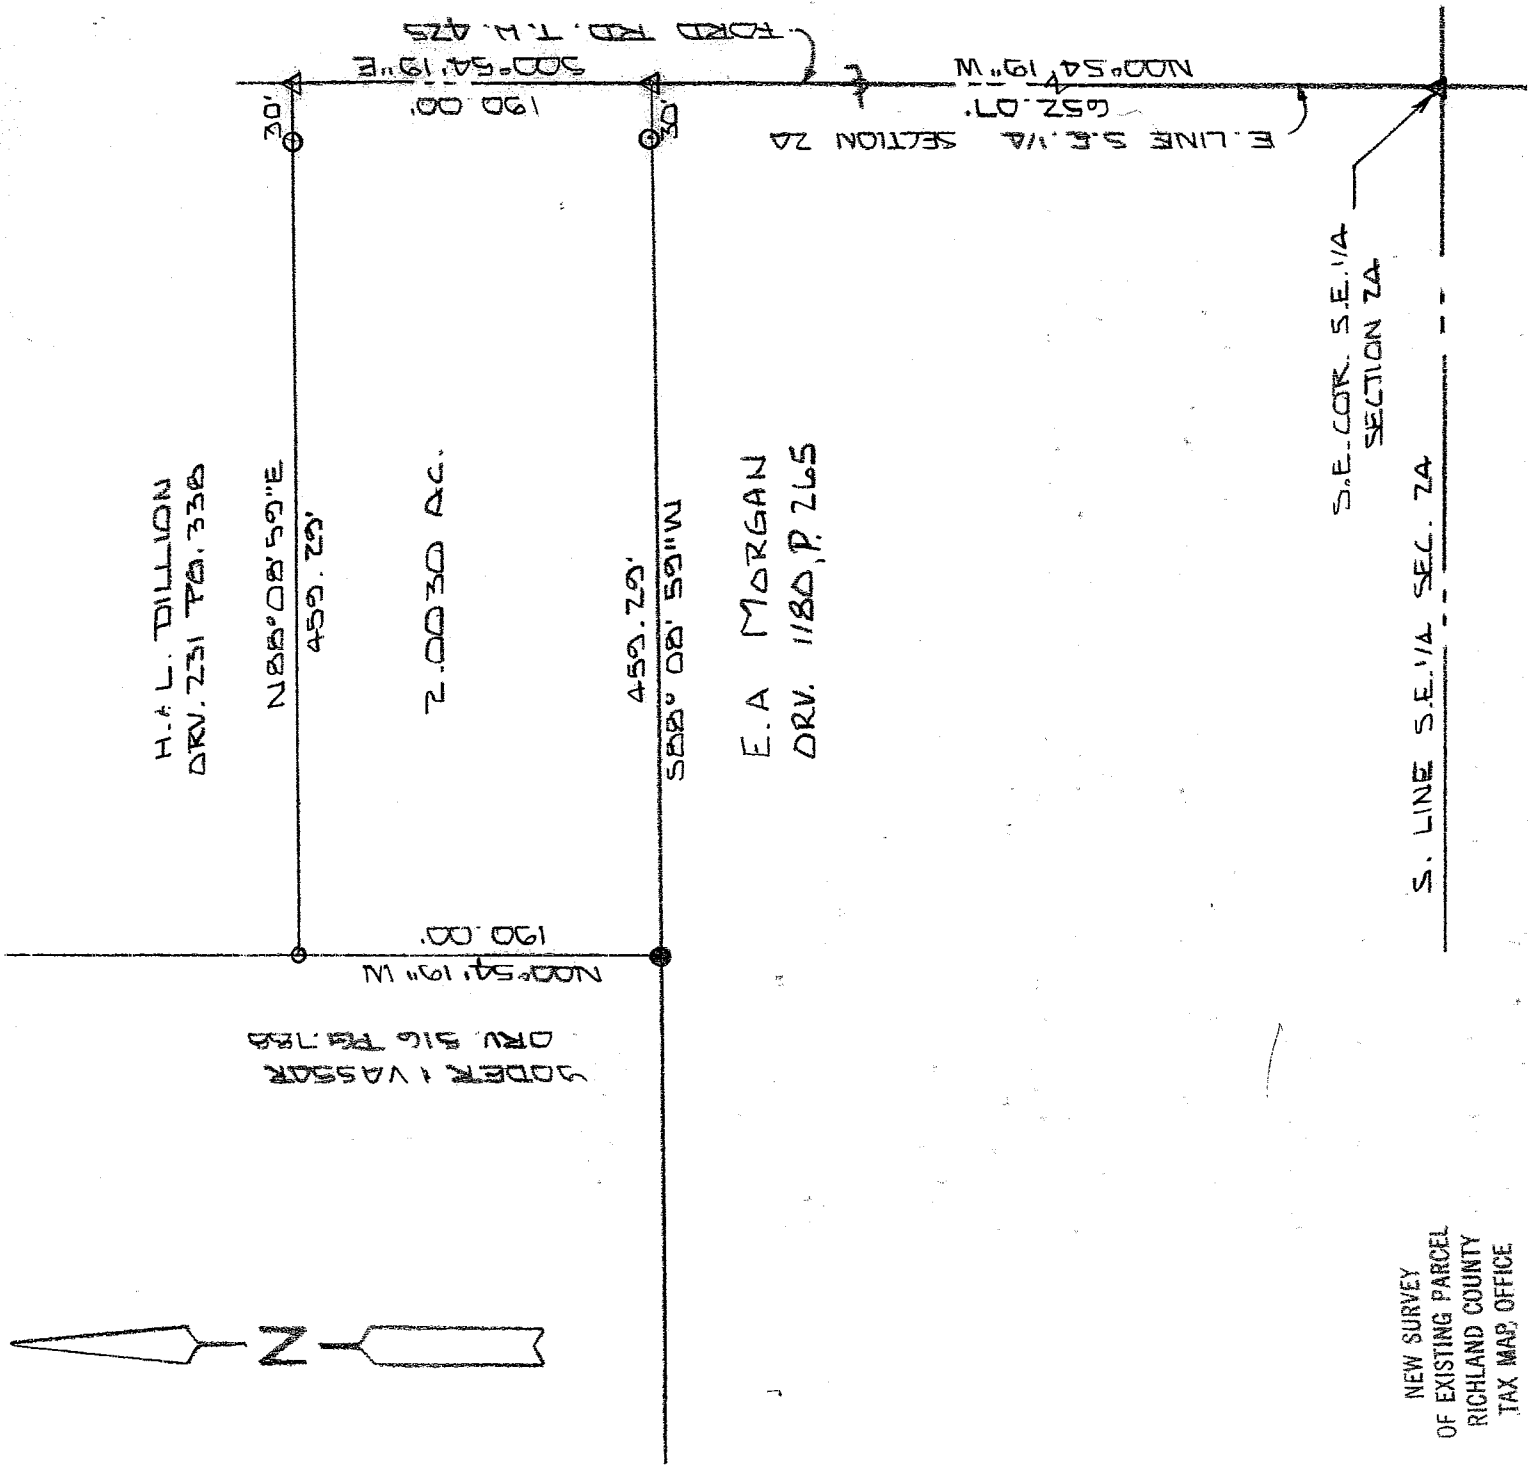 FORD RD. T.H. 425
S00°54'19"E
190.00'
30'
30'
N00°54'19"W
652.07'
E. LINE S.E. 1/4 SECTION 24
H. & L. DILLION
ORV. 231 PG. 338
N88°08'59"E
459.29'
2.0030 AC.
459.29'
S88°08'59"W
E. A MORGAN
ORV. 1180, P. 265
S.E. COR. S.E. 1/4
SECTION 24
S. LINE S.E. 1/4 SEC. 24
190.00'
N00°54'19"W
YODER & VASSAR
ORV 516 PG. 788
N
NEW SURVEY
OF EXISTING PARCEL
RICHLAND COUNTY
TAX MAP OFFICE